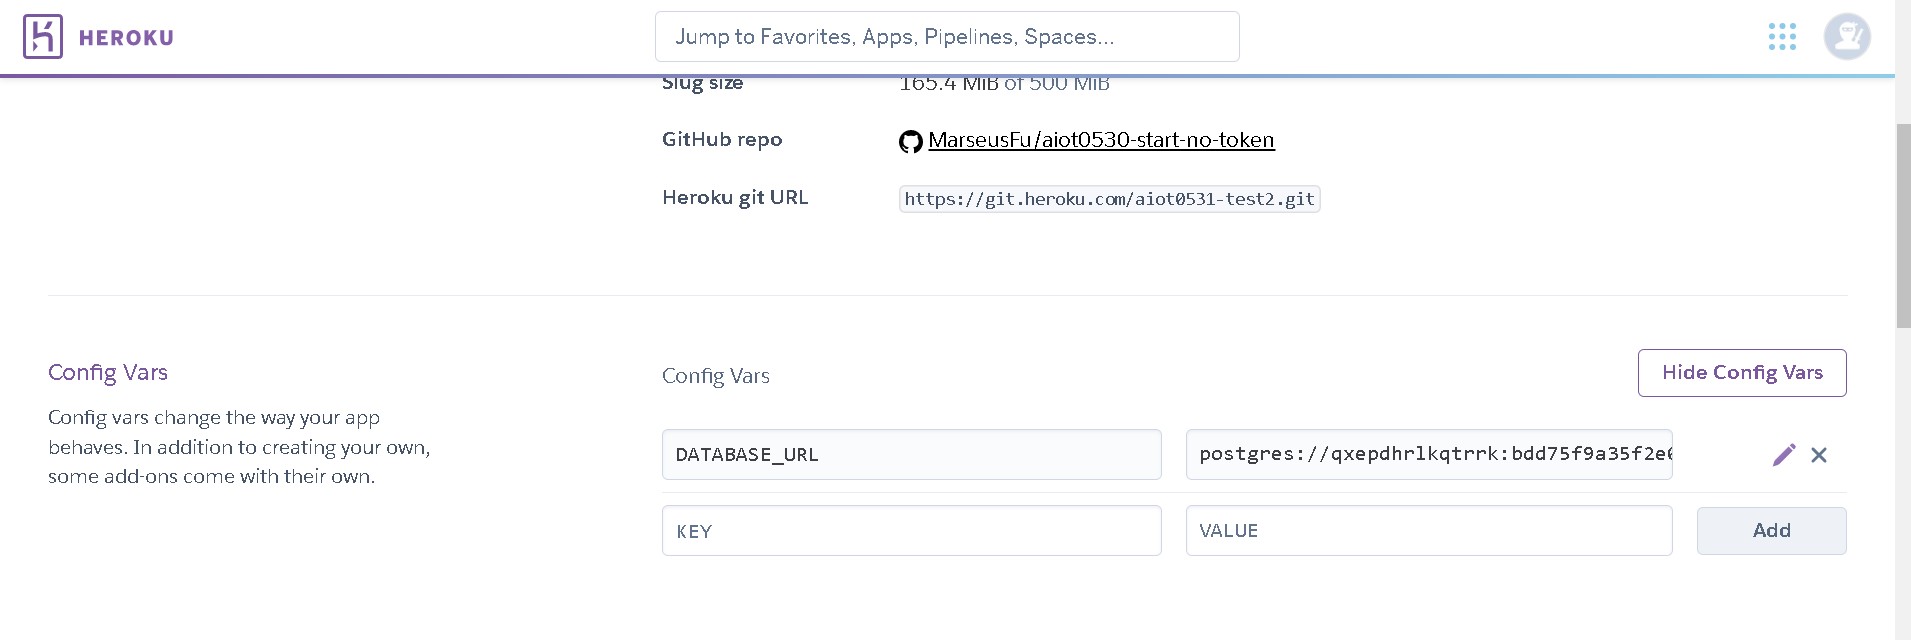 HEROKU
Jump to Favorites, Apps, Pipelines, Spaces...
Slug size 165.4 MiB of 500 MiB
GitHub repo MarseusFu/aiot0530-start-no-token
Heroku git URL https://git.heroku.com/aiot0531-test2.git
Config Vars
Config vars change the way your app
behaves. In addition to creating your own,
some add-ons come with their own.
Config Vars Hide Config Vars
DATABASE_URL postgres://qxepdhrlkqtrrk:bdd75f9a35f2e6
KEY VALUE Add